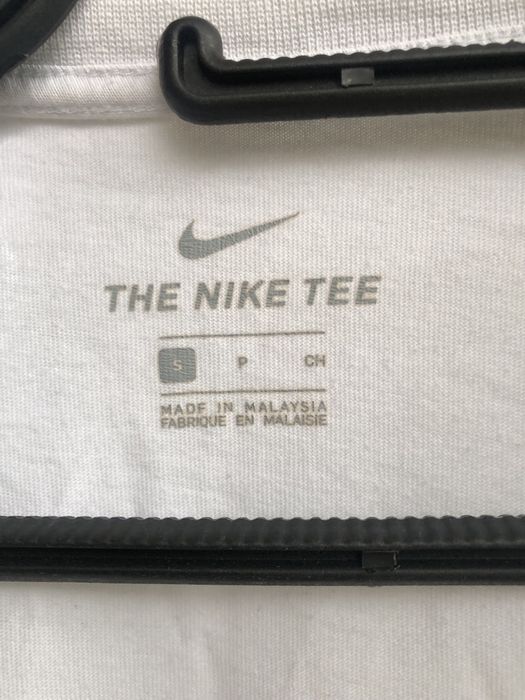 THE NIKE TEE
S P CH
MADE IN MALAYSIA
FABRIQUE EN MALAISIE